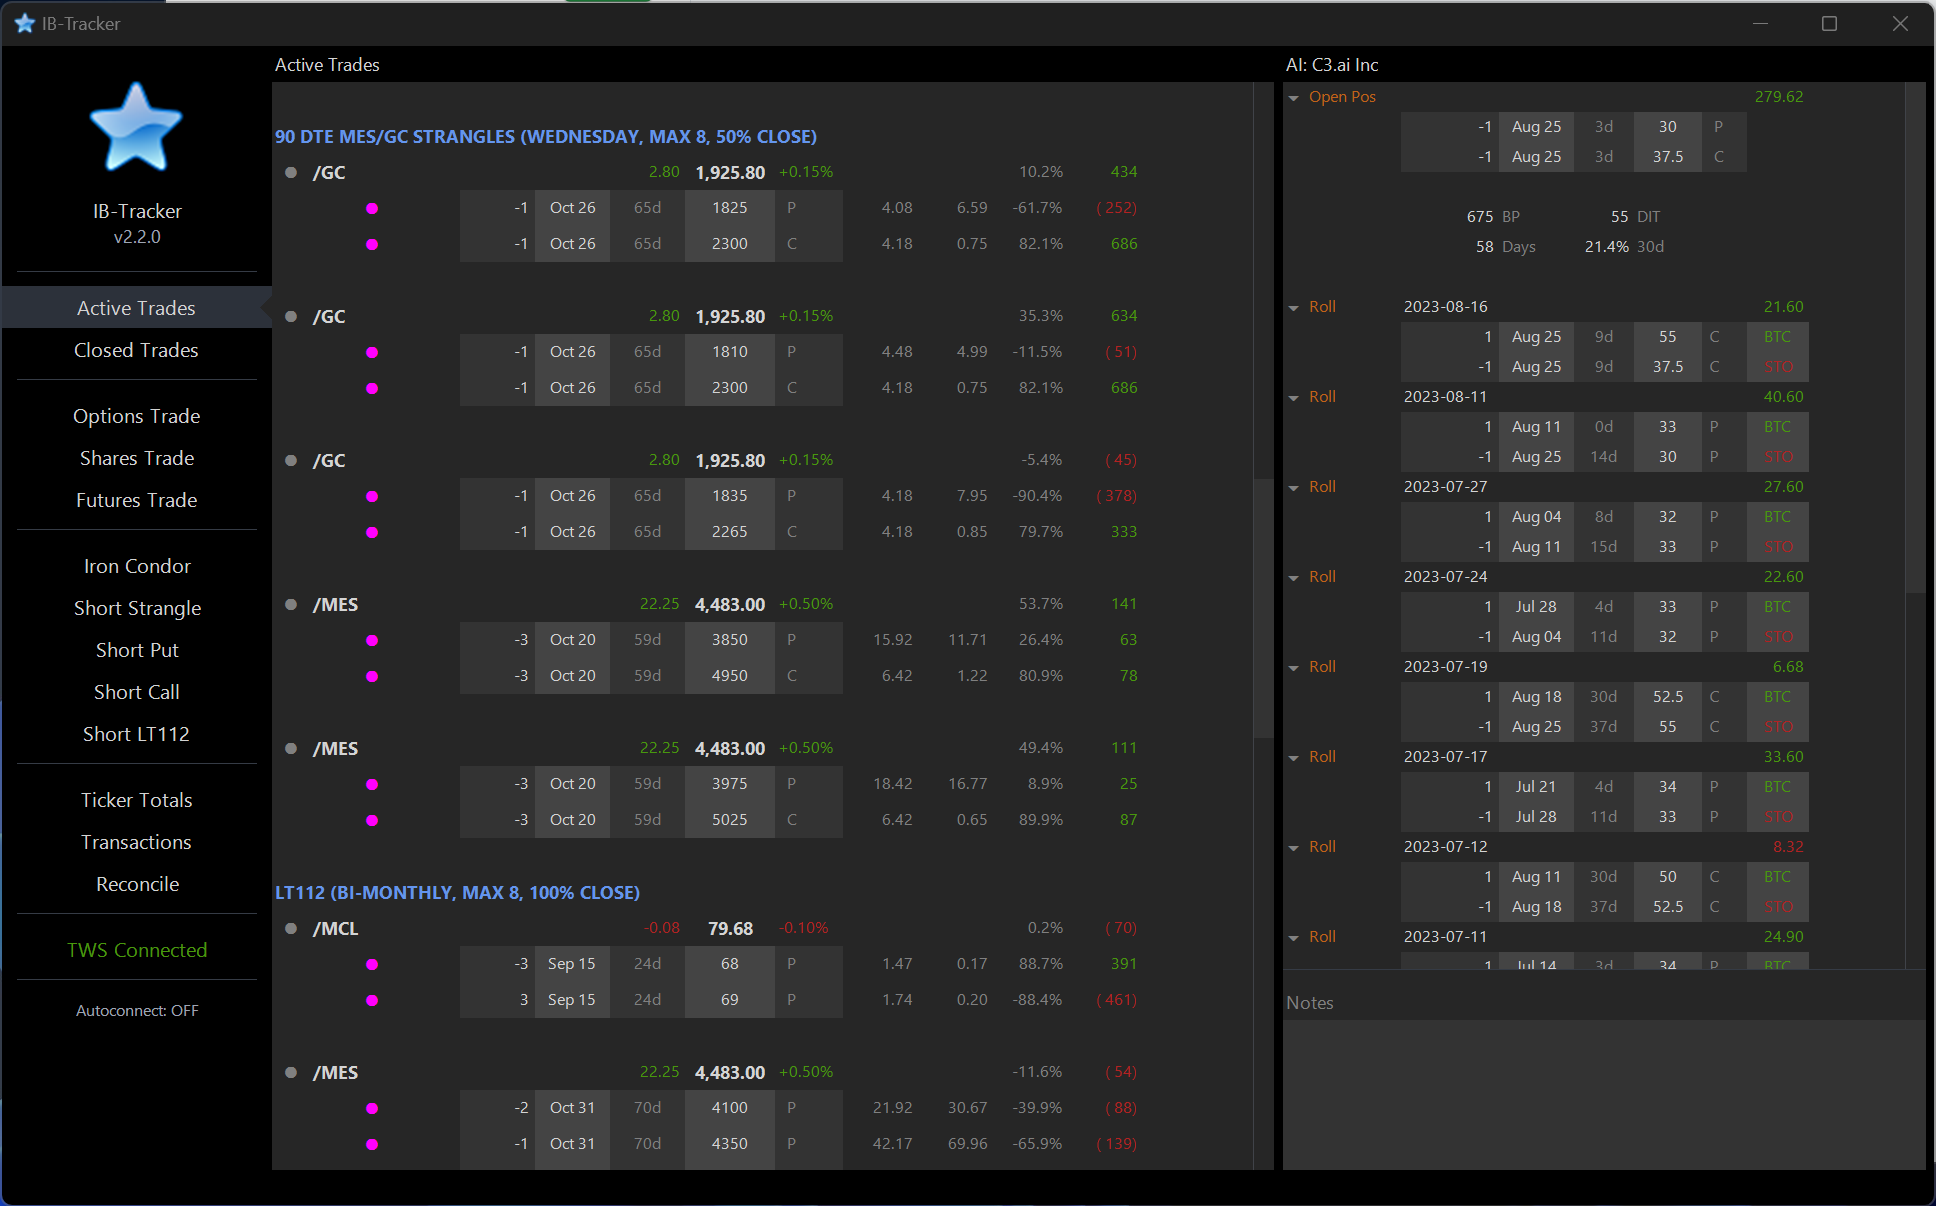 IB-Tracker
IB-Tracker
v2.2.0
Active Trades
Closed Trades
Options Trade
Shares Trade
Futures Trade
Iron Condor
Short Strangle
Short Put
Short Call
Short LT112
Ticker Totals
Transactions
Reconcile
TWS Connected
Autoconnect: OFF
Active Trades
90 DTE MES/GC STRANGLES (WEDNESDAY, MAX 8, 50% CLOSE)
/GC 2.80 1,925.80 +0.15% 10.2% 434
-1 Oct 26 65d 1825 P 4.08 6.59 -61.7% ( 252)
-1 Oct 26 65d 2300 C 4.18 0.75 82.1% 686
/GC 2.80 1,925.80 +0.15% 35.3% 634
-1 Oct 26 65d 1810 P 4.48 4.99 -11.5% ( 51)
-1 Oct 26 65d 2300 C 4.18 0.75 82.1% 686
/GC 2.80 1,925.80 +0.15% -5.4% ( 45)
-1 Oct 26 65d 1835 P 4.18 7.95 -90.4% ( 378)
-1 Oct 26 65d 2265 C 4.18 0.85 79.7% 333
/MES 22.25 4,483.00 +0.50% 53.7% 141
-3 Oct 20 59d 3850 P 15.92 11.71 26.4% 63
-3 Oct 20 59d 4950 C 6.42 1.22 80.9% 78
/MES 22.25 4,483.00 +0.50% 49.4% 111
-3 Oct 20 59d 3975 P 18.42 16.77 8.9% 25
-3 Oct 20 59d 5025 C 6.42 0.65 89.9% 87
LT112 (BI-MONTHLY, MAX 8, 100% CLOSE)
/MCL -0.08 79.68 -0.10% 0.2% ( 70)
-3 Sep 15 24d 68 P 1.47 0.17 88.7% 391
3 Sep 15 24d 69 P 1.74 0.20 -88.4% ( 461)
/MES 22.25 4,483.00 +0.50% -11.6% ( 54)
-2 Oct 31 70d 4100 P 21.92 30.67 -39.9% ( 88)
-1 Oct 31 70d 4350 P 42.17 69.96 -65.9% ( 139)
AI: C3.ai Inc
Open Pos 279.62
-1 Aug 25 3d 30 P
-1 Aug 25 3d 37.5 C
675 BP 55 DIT
58 Days 21.4% 30d
Roll 2023-08-16 21.60
1 Aug 25 9d 55 C BTC
-1 Aug 25 9d 37.5 C STO
Roll 2023-08-11 40.60
1 Aug 11 0d 33 P BTC
-1 Aug 25 14d 30 P STO
Roll 2023-07-27 27.60
1 Aug 04 8d 32 P BTC
-1 Aug 11 15d 33 P STO
Roll 2023-07-24 22.60
1 Jul 28 4d 33 P BTC
-1 Aug 04 11d 32 P STO
Roll 2023-07-19 6.68
1 Aug 18 30d 52.5 C BTC
-1 Aug 25 37d 55 C STO
Roll 2023-07-17 33.60
1 Jul 21 4d 34 P BTC
-1 Jul 28 11d 33 P STO
Roll 2023-07-12 8.32
1 Aug 11 30d 50 C BTC
-1 Aug 18 37d 52.5 C STO
Roll 2023-07-11 24.90
1 Jul 14 3d 34 P BTC
Notes